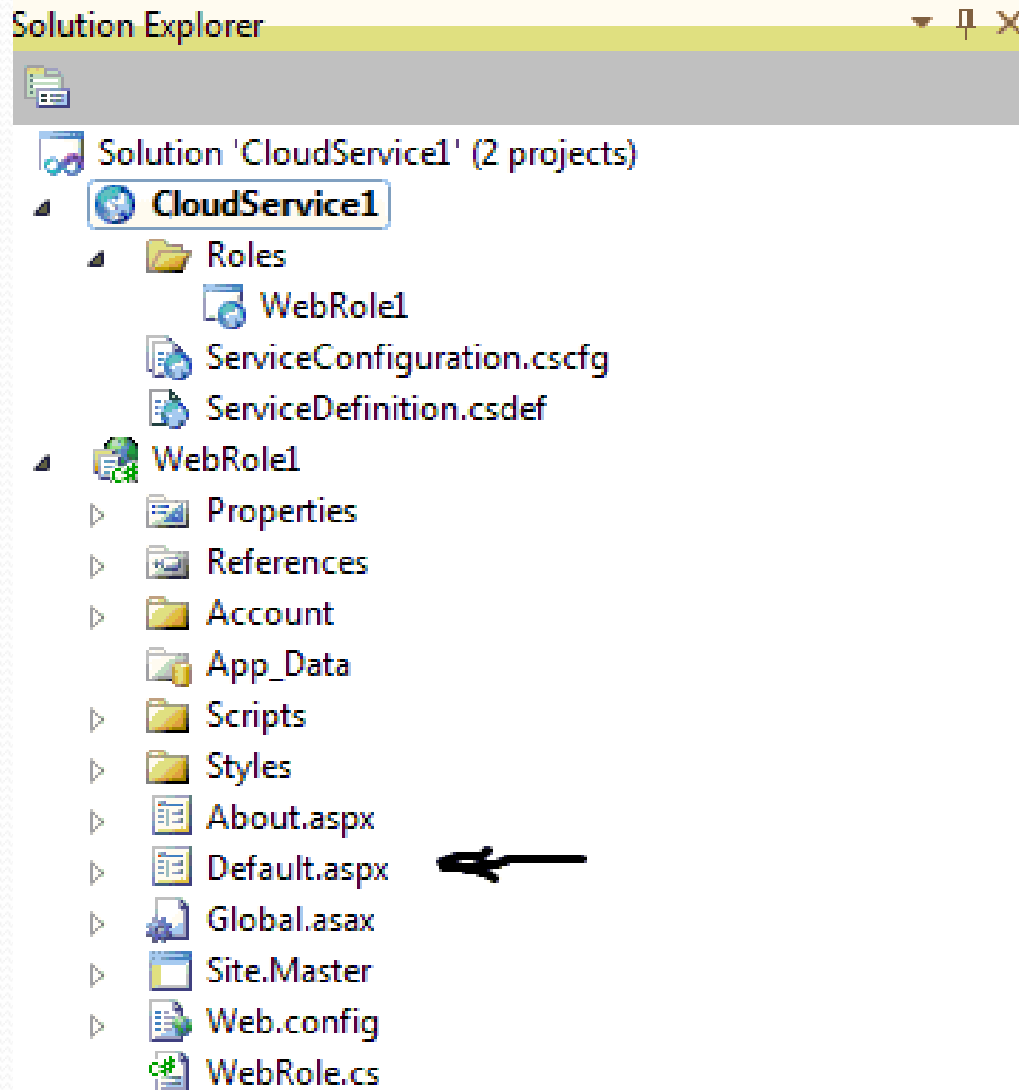 Solution Explorer
Solution 'CloudService1' (2 projects)
CloudService1
Roles
WebRole1
ServiceConfiguration.cscfg
ServiceDefinition.csdef
WebRole1
Properties
References
Account
App_Data
Scripts
Styles
About.aspx
Default.aspx
Global.asax
Site.Master
Web.config
WebRole.cs